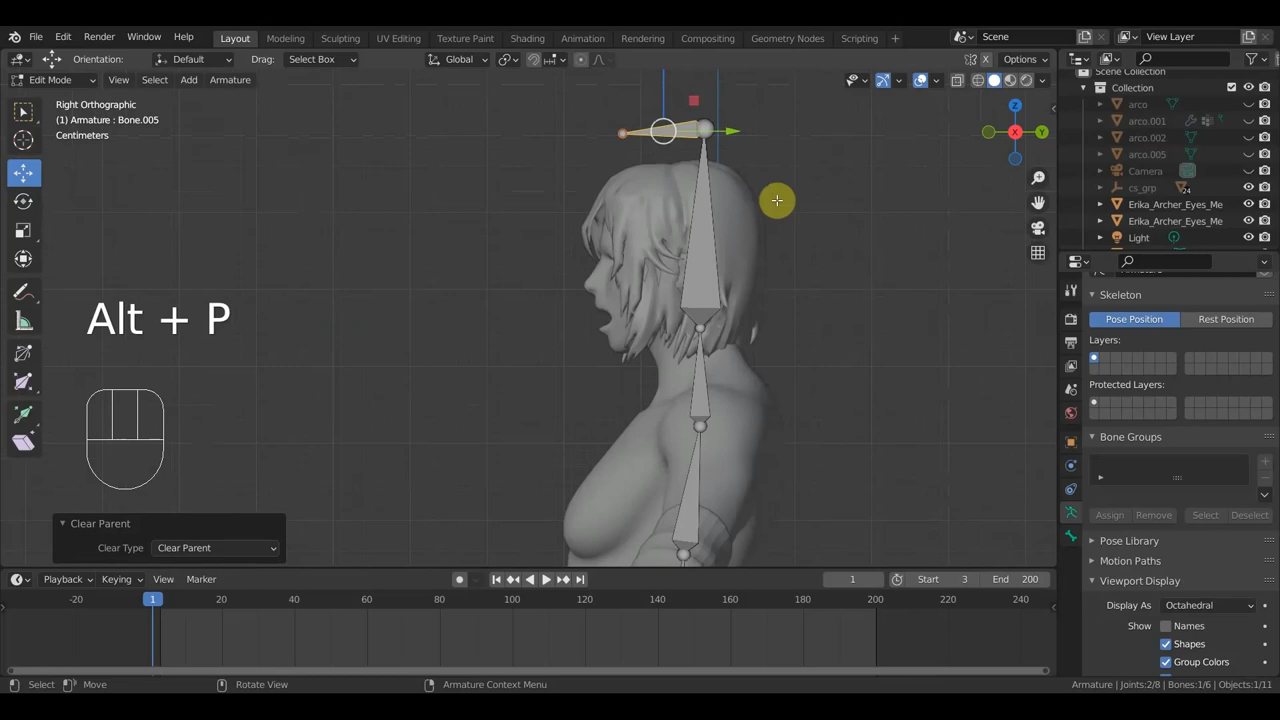 File Edit Render Window Help Layout Modeling Sculpting UV Editing Texture Paint Shading Animation Rendering Compositing Geometry Nodes Scripting + Scene View Layer
Orientation: Default Drag: Select Box Global Options
Edit Mode View Select Add Armature
Right Orthographic
(1) Armature : Bone.005
Centimeters
X
Z
X
Y
Scene Collection
Collection
arco
arco.001
arco.002
arco.005
Camera
cs_grp 24
Erika_Archer_Eyes_Me
Erika_Archer_Eyes_Me
Light
Skeleton
Pose Position Rest Position
Layers:
Protected Layers:
Bone Groups
Assign Remove Select Deselect
Pose Library
Motion Paths
Viewport Display
Display As Octahedral
Show Names
Shapes
Group Colors
Alt + P
Clear Parent
Clear Type Clear Parent
Playback Keying View Marker 1 Start 3 End 200
-20 1 20 40 60 80 100 120 140 160 180 200 220 240
Select Move Rotate View Armature Context Menu Armature | Joints:2/8 | Bones:1/6 | Objects:1/11